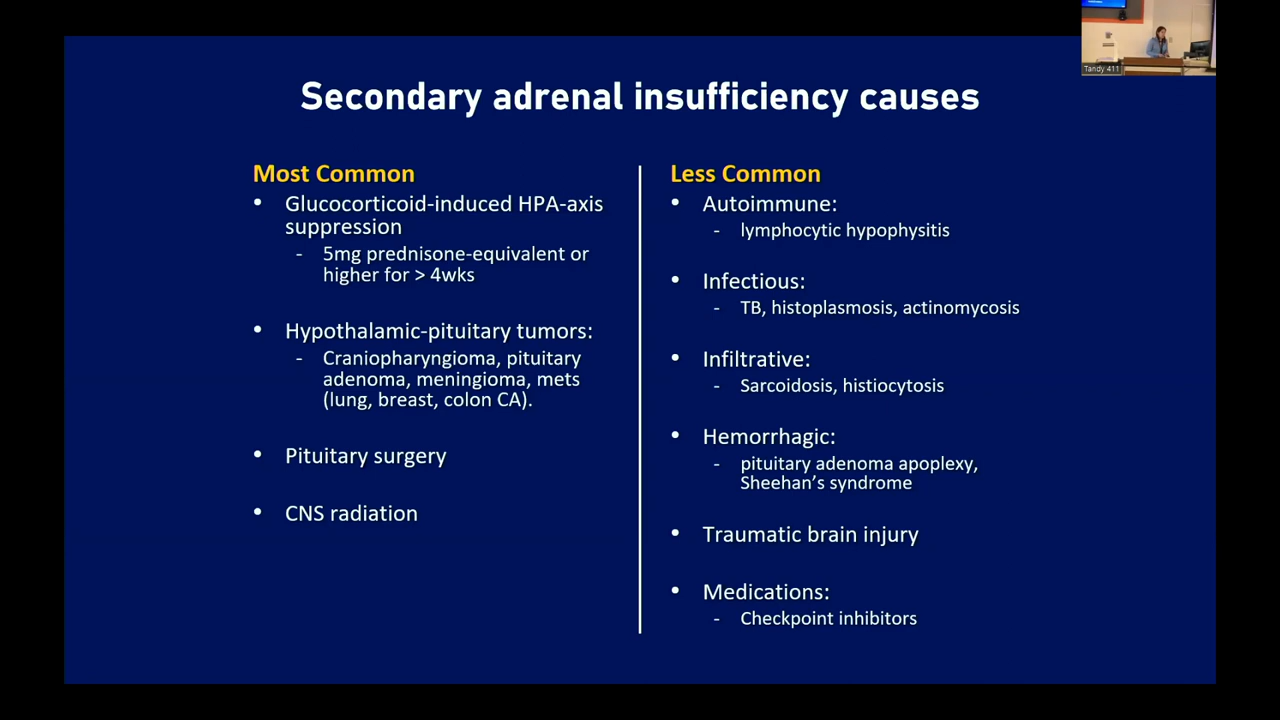 Secondary adrenal insufficiency causes
Most Common
• Glucocorticoid-induced HPA-axis
suppression
- 5mg prednisone-equivalent or
higher for > 4wks
• Hypothalamic-pituitary tumors:
- Craniopharyngioma, pituitary
adenoma, meningioma, mets
(lung, breast, colon CA).
• Pituitary surgery
• CNS radiation
Less Common
• Autoimmune:
- lymphocytic hypophysitis
• Infectious:
- TB, histoplasmosis, actinomycosis
• Infiltrative:
- Sarcoidosis, histiocytosis
• Hemorrhagic:
- pituitary adenoma apoplexy,
Sheehan's syndrome
• Traumatic brain injury
• Medications:
- Checkpoint inhibitors
Tandy 411